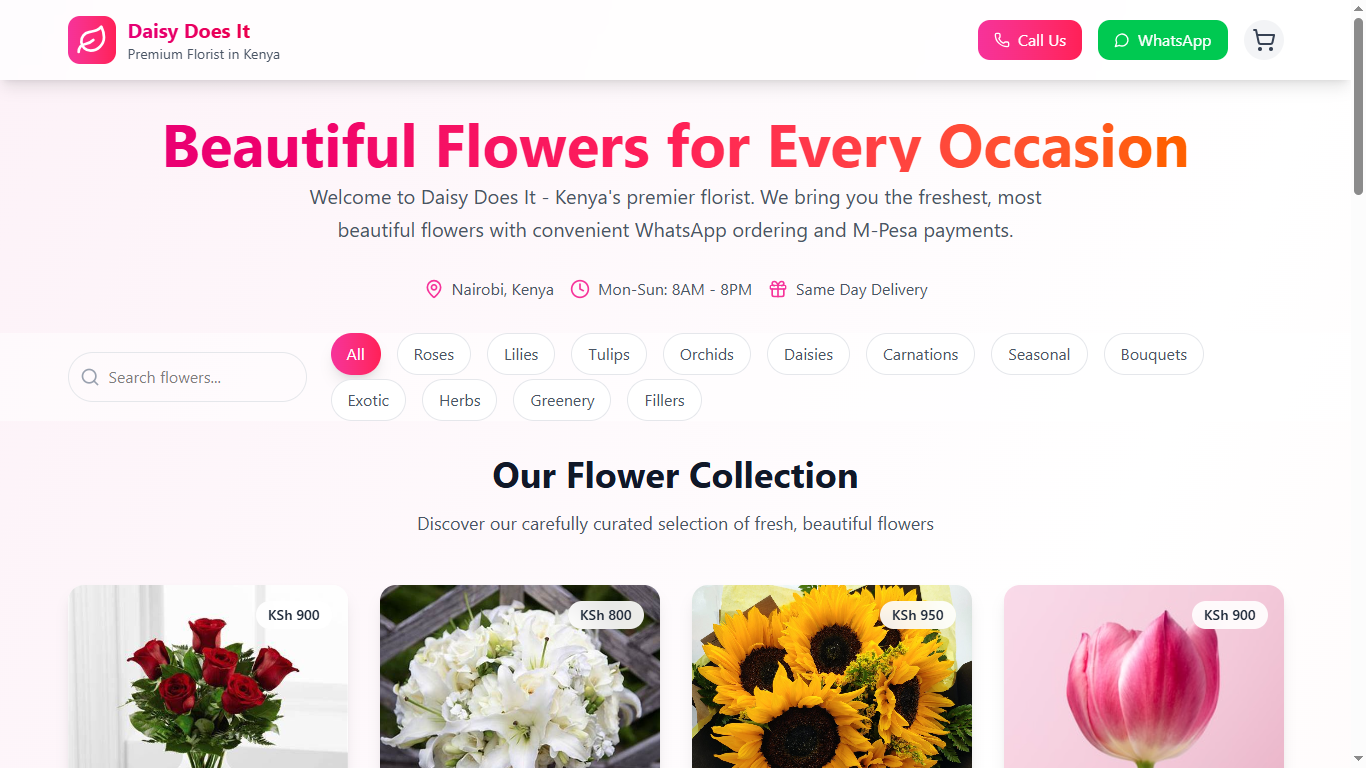 Daisy Does It
Premium Florist in Kenya
Call Us
WhatsApp
Beautiful Flowers for Every Occasion
Welcome to Daisy Does It - Kenya's premier florist. We bring you the freshest, most
beautiful flowers with convenient WhatsApp ordering and M-Pesa payments.
Nairobi, Kenya
Mon-Sun: 8AM - 8PM
Same Day Delivery
Search flowers...
All
Roses
Lilies
Tulips
Orchids
Daisies
Carnations
Seasonal
Bouquets
Exotic
Herbs
Greenery
Fillers
Our Flower Collection
Discover our carefully curated selection of fresh, beautiful flowers
KSh 900
KSh 800
KSh 950
KSh 900